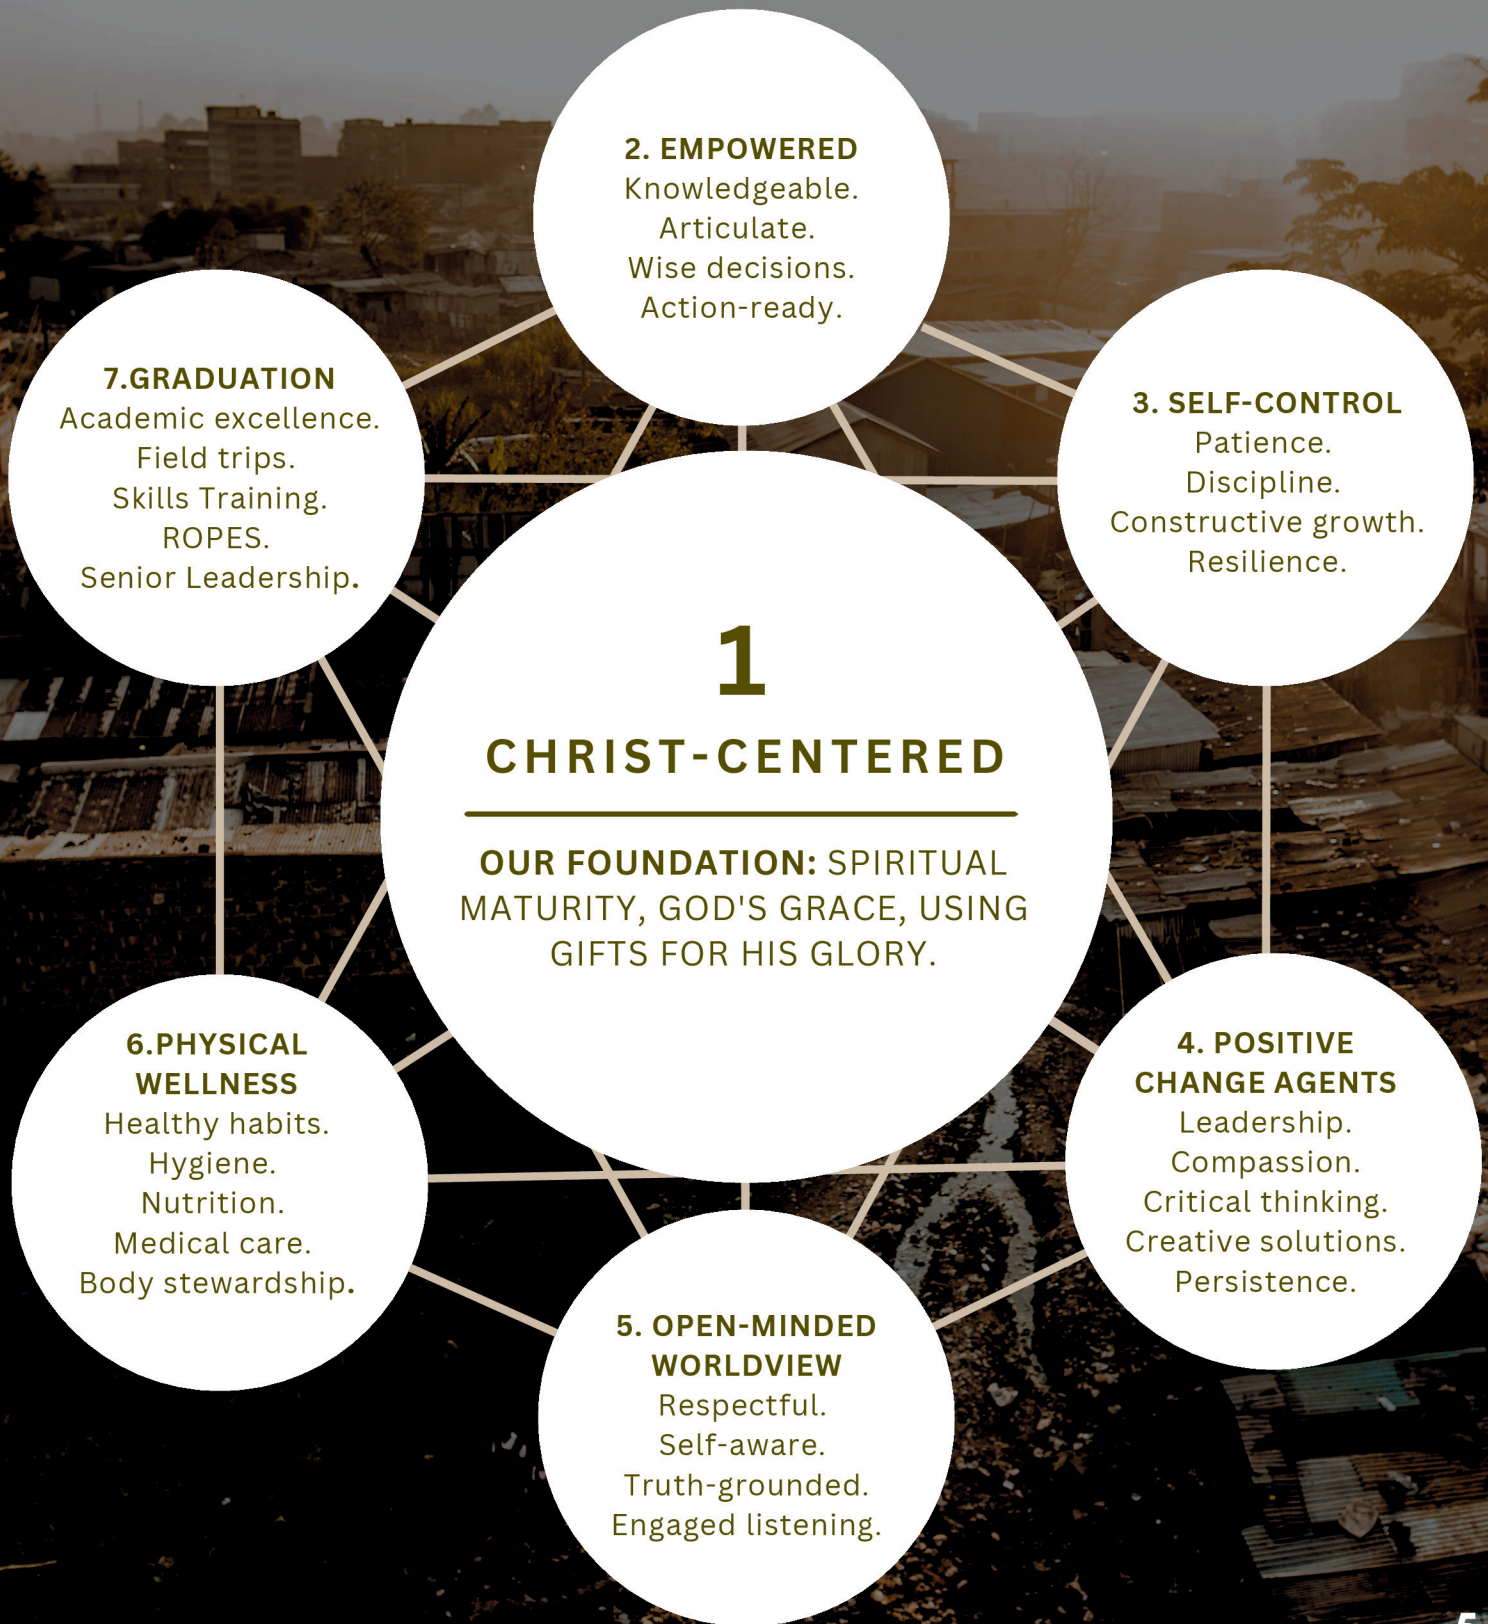 1
CHRIST-CENTERED
OUR FOUNDATION: SPIRITUAL
MATURITY, GOD'S GRACE, USING
GIFTS FOR HIS GLORY.
2. EMPOWERED
Knowledgeable.
Articulate.
Wise decisions.
Action-ready.
3. SELF-CONTROL
Patience.
Discipline.
Constructive growth.
Resilience.
4. POSITIVE
CHANGE AGENTS
Leadership.
Compassion.
Critical thinking.
Creative solutions.
Persistence.
5. OPEN-MINDED
WORLDVIEW
Respectful.
Self-aware.
Truth-grounded.
Engaged listening.
6.PHYSICAL
WELLNESS
Healthy habits.
Hygiene.
Nutrition.
Medical care.
Body stewardship.
7.GRADUATION
Academic excellence.
Field trips.
Skills Training.
ROPES.
Senior Leadership.